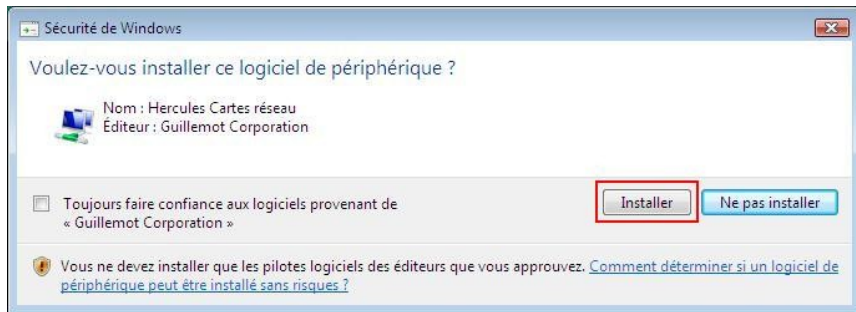 Sécurité de Windows
Voulez-vous installer ce logiciel de périphérique ?
Nom : Hercules Cartes réseau
Éditeur : Guillemot Corporation
Toujours faire confiance aux logiciels provenant de
« Guillemot Corporation »
Installer
Ne pas installer
Vous ne devez installer que les pilotes logiciels des éditeurs que vous approuvez. Comment déterminer si un logiciel de
périphérique peut être installé sans risques ?